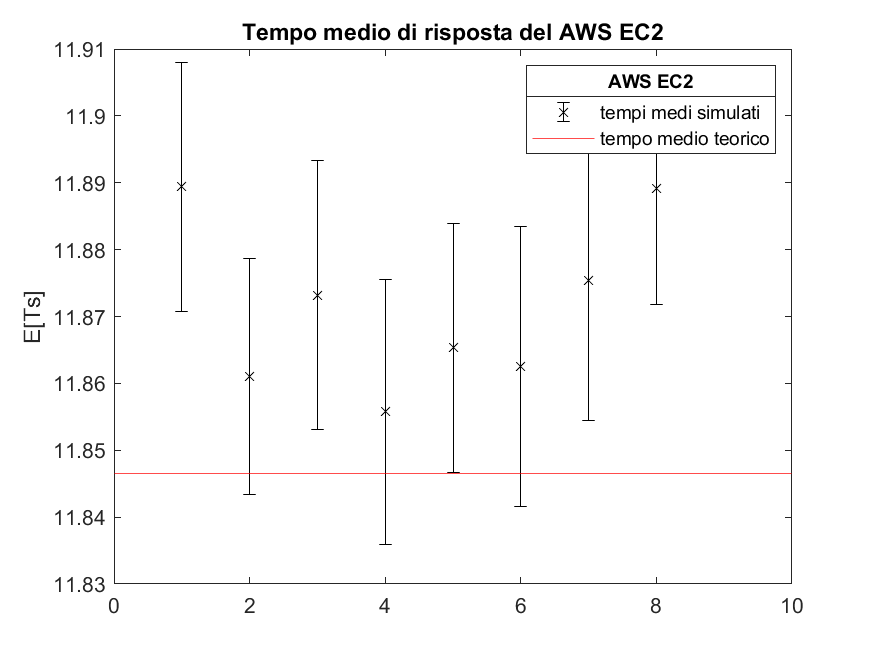 Tempo medio di risposta del AWS EC2
11.91
11.9
11.89
11.88
11.87
11.86
11.85
11.84
11.83
E[Ts]
AWS EC2
tempi medi simulati
tempo medio teorico
0 2 4 6 8 10